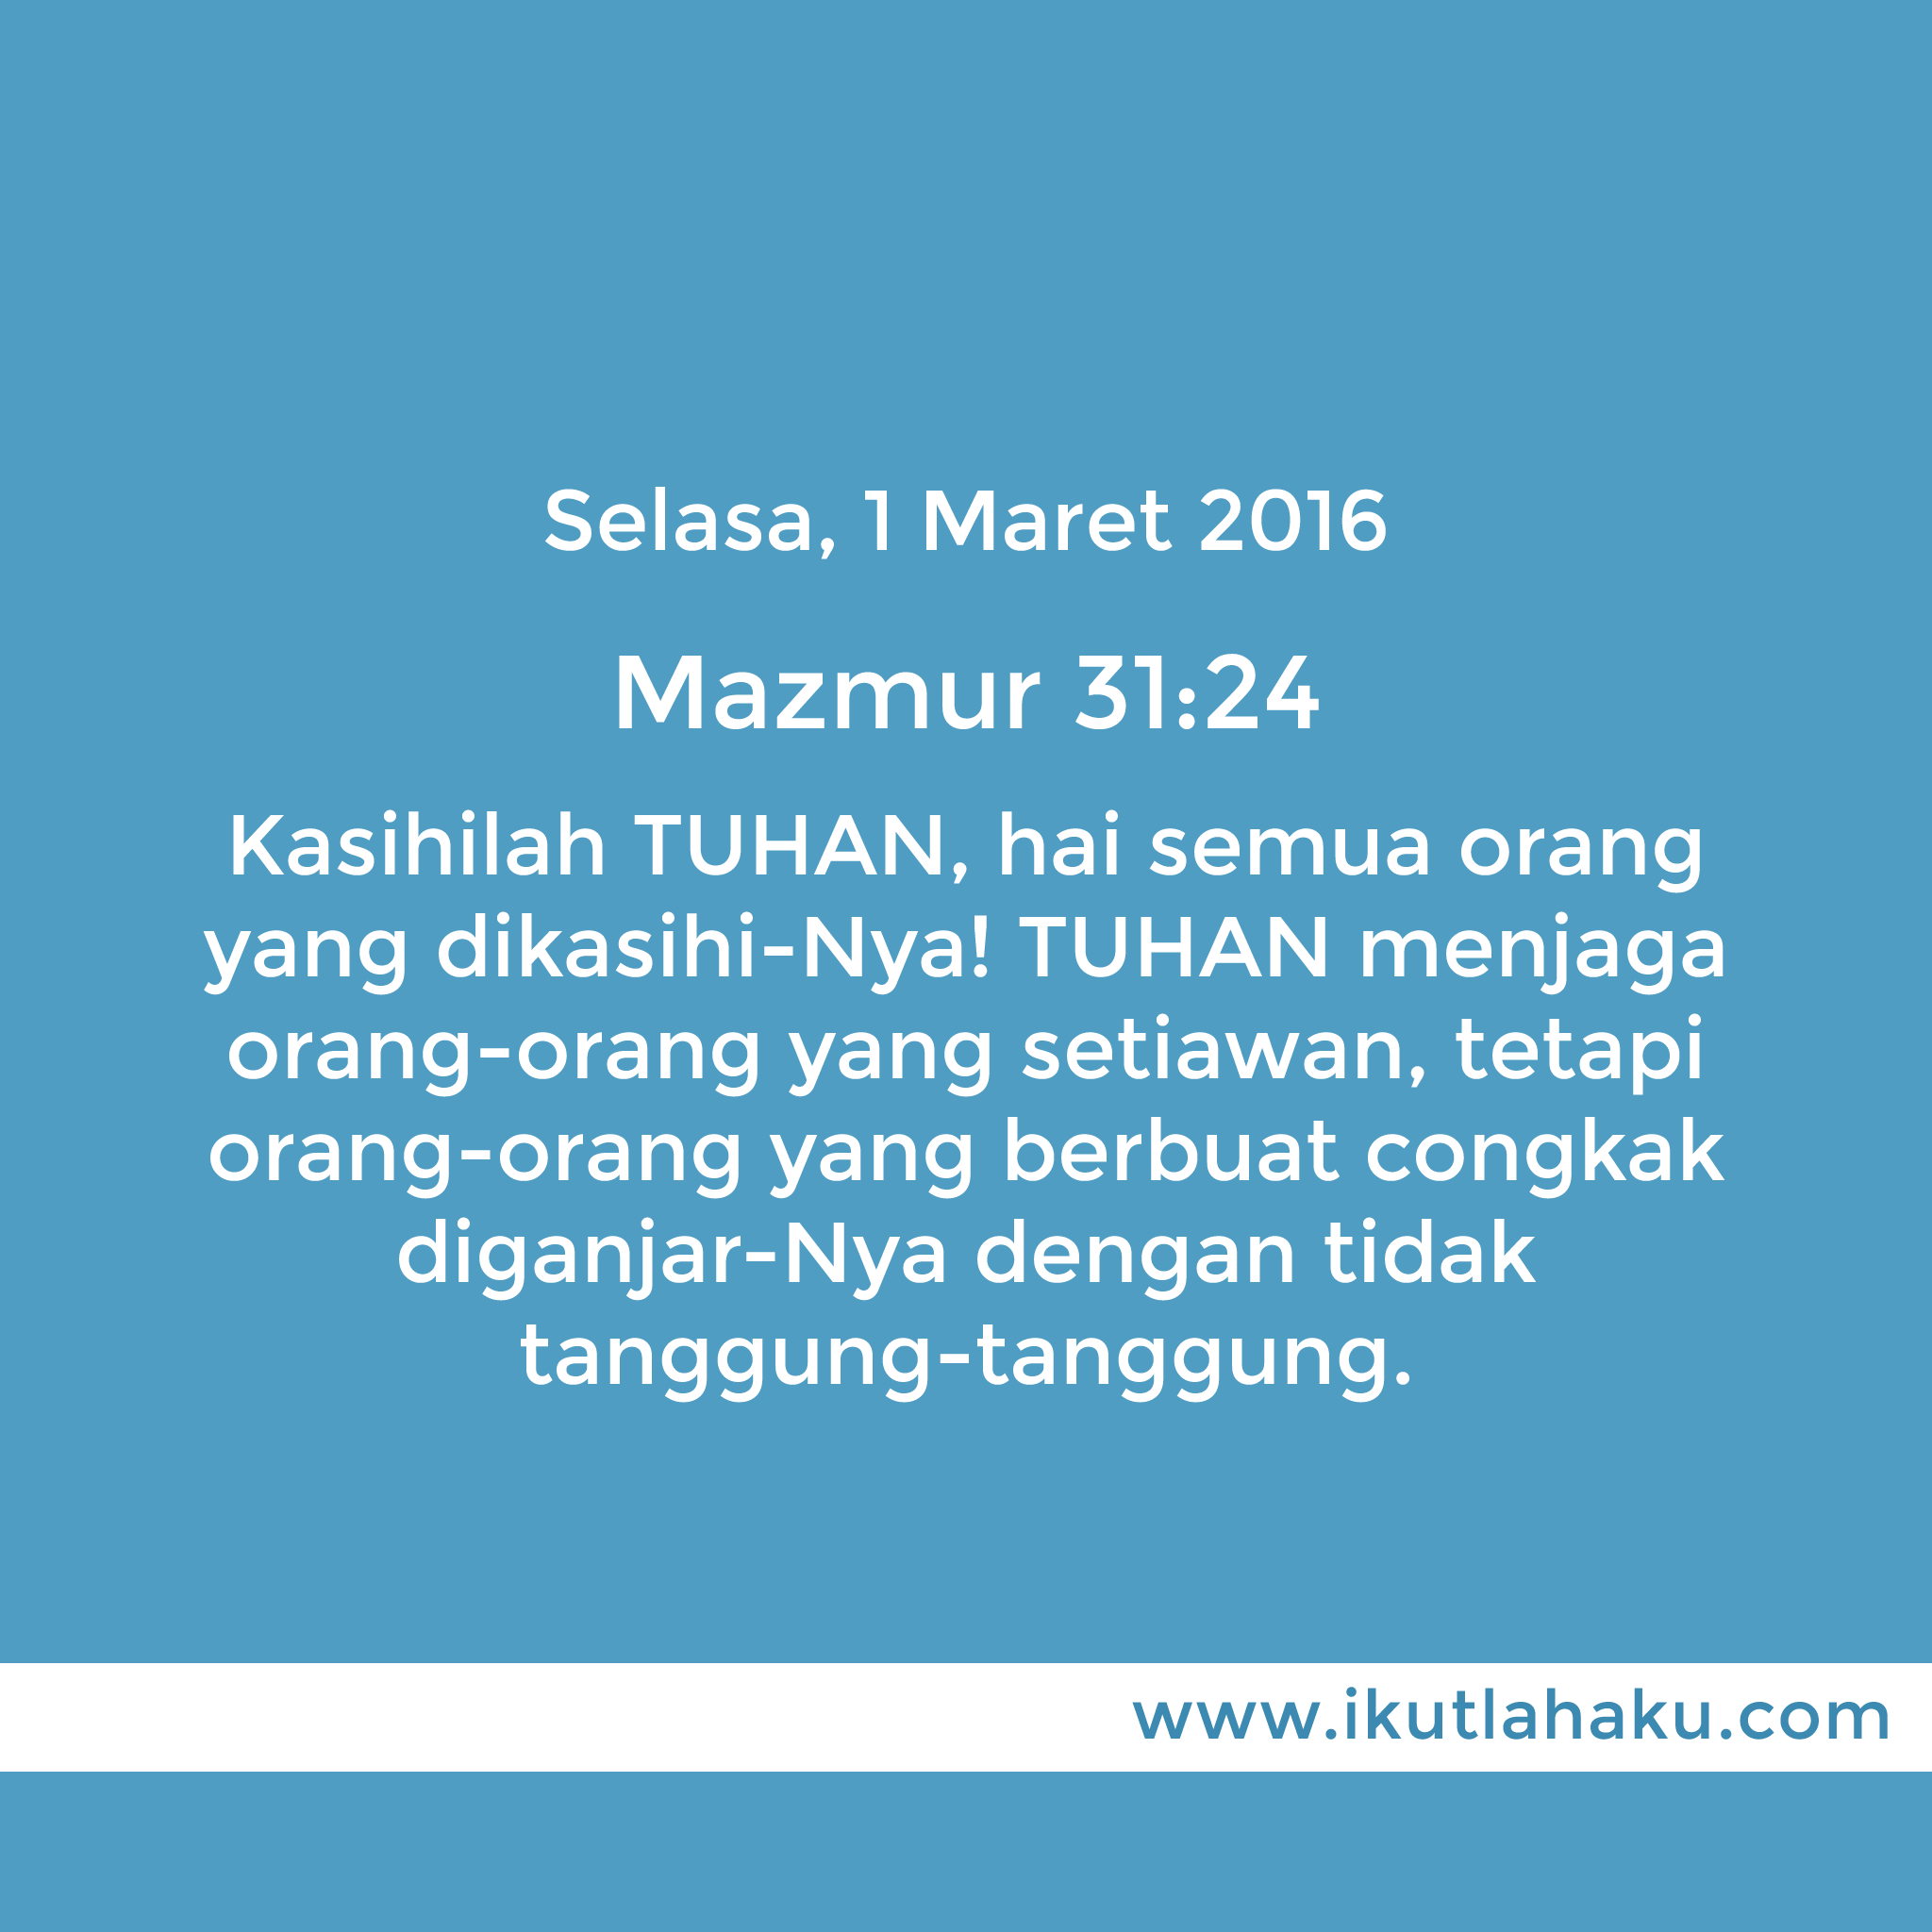 Selasa, 1 Maret 2016
Mazmur 31:24
Kasihilah TUHAN, hai semua orang
yang dikasihi-Nya! TUHAN menjaga
orang-orang yang setiawan, tetapi
orang-orang yang berbuat congkak
diganjar-Nya dengan tidak
tanggung-tanggung.
www.ikutlahaku.com